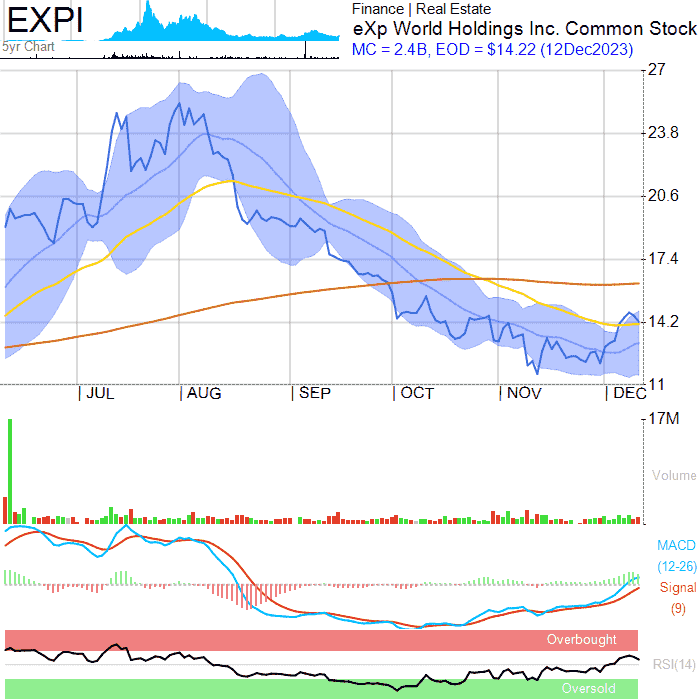 EXPI
5yr Chart
Finance | Real Estate
eXp World Holdings Inc. Common Stock
MC = 2.4B, EOD = $14.22 (12Dec2023)
27
23.8
20.6
17.4
14.2
11
JUL AUG SEP OCT NOV DEC
17M
Volume
MACD
(12-26)
Signal
(9)
Overbought
RSI(14)
Oversold